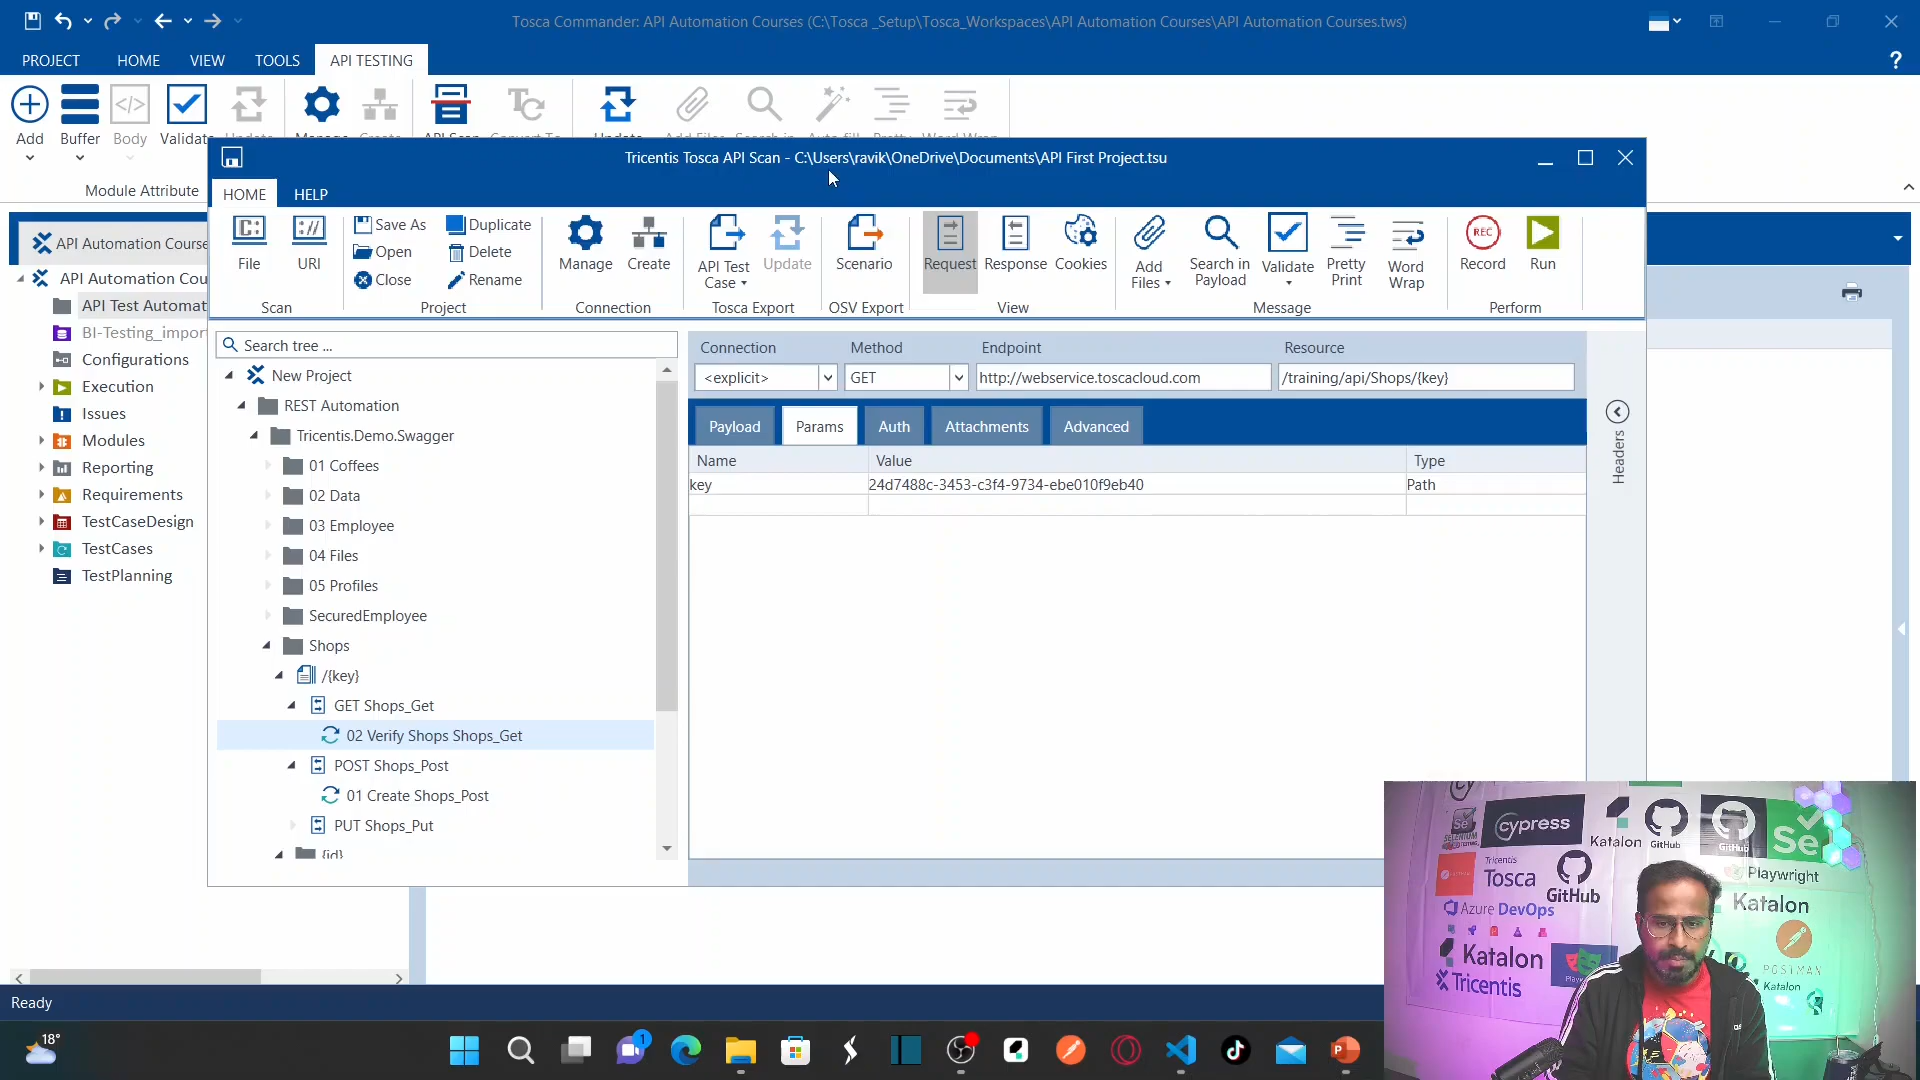 Tosca Commander: API Automation Courses (C:\Tosca _Setup\Tosca_Workspaces\API Automation Courses\API Automation Courses.tws)
PROJECT
HOME
VIEW
TOOLS
API TESTING
?
Add
Buffer
Body
Validate
Module Attribute
Tricentis Tosca API Scan - C:\Users\ravik\OneDrive\Documents\API First Project.tsu
HOME
HELP
File
URI
Scan
Save As
Open
Close
Duplicate
Delete
Rename
Project
Manage
Create
Connection
API Test Case
Update
Tosca Export
Scenario
OSV Export
Request
Response
Cookies
View
Add Files
Search in Payload
Validate
Pretty Print
Word Wrap
Message
REC
Record
Run
Perform
API Automation Course
API Automation Cou
API Test Automat
BI-Testing_impor
Configurations
Execution
Issues
Modules
Reporting
Requirements
TestCaseDesign
TestCases
TestPlanning
Search tree ...
New Project
REST Automation
Tricentis.Demo.Swagger
01 Coffees
02 Data
03 Employee
04 Files
05 Profiles
SecuredEmployee
Shops
/{key}
GET Shops_Get
02 Verify Shops Shops_Get
POST Shops_Post
01 Create Shops_Post
PUT Shops_Put
{id}
Connection
Method
Endpoint
Resource
<explicit>
GET
http://webservice.toscacloud.com
/training/api/Shops/{key}
Payload
Params
Auth
Attachments
Advanced
Name
Value
Type
key
24d7488c-3453-c3f4-9734-ebe010f9eb40
Path
Headers
cypress
Katalon
GitHub
GitHub
Se
Tricentis
Tosca
GitHub
Playwright
Katalon
Azure DevOps
Katalon
Tricentis
POSTMAN
Katalon
Ready
18°
1